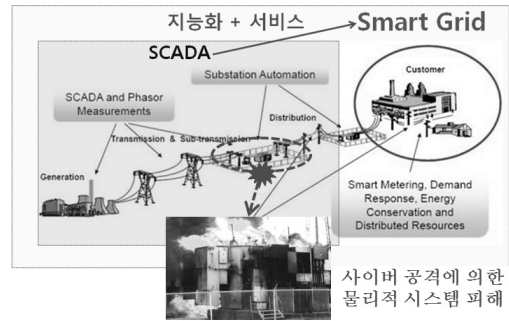 지능화 + 서비스
Smart Grid
SCADA
Substation Automation
Customer
SCADA and Phasor
Measurements
Distribution
Transmission & Sub-transmission
Generation
Smart Metering, Demand
Response, Energy
Conservation and
Distributed Resources
사이버 공격에 의한
물리적 시스템 피해